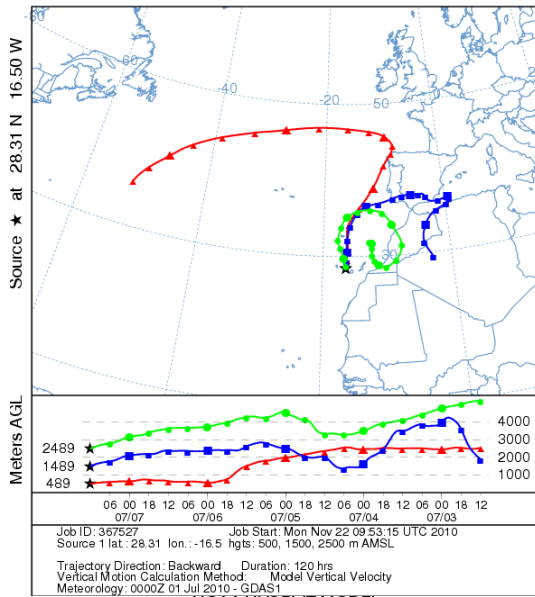 Source ★ at 28.31 N 16.50 W
-40
-20
50
30
Meters AGL
2489
1489
489
4000
3000
2000
1000
06 00 18 12 06 00 18 12 06 00 18 12 06 00 18 12 06 00 18 12
07/07 07/06 07/05 07/04 07/03
Job ID: 367527 Job Start: Mon Nov 22 09:53:15 UTC 2010
Source 1 lat.: 28.31 lon.: -16.5 hgts: 500, 1500, 2500 m AMSL
Trajectory Direction: Backward Duration: 120 hrs
Vertical Motion Calculation Method: Model Vertical Velocity
Meteorology: 0000Z 01 Jul 2010 - GDAS1